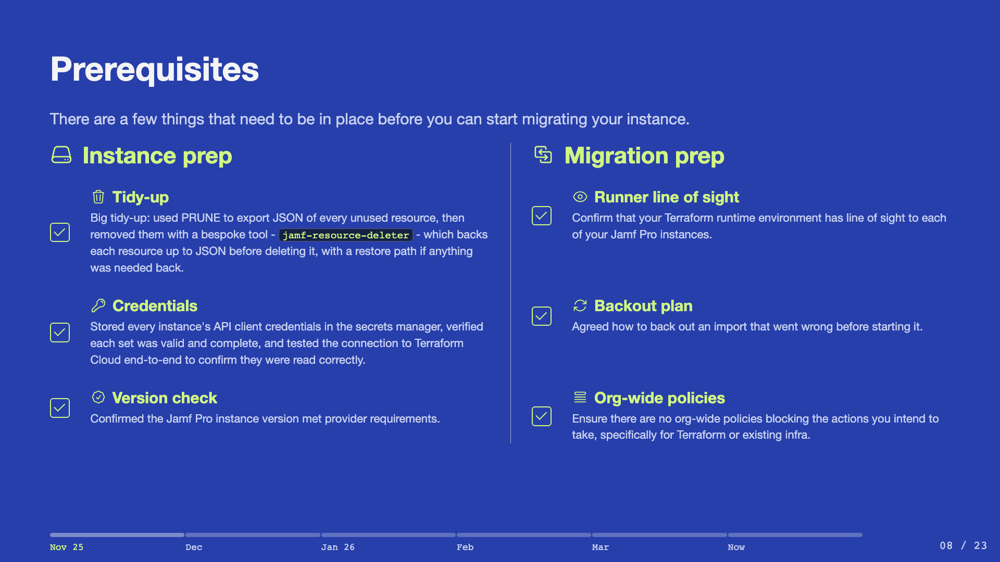 Prerequisites
There are a few things that need to be in place before you can start migrating your instance.
Instance prep
Tidy-up
Big tidy-up: used PRUNE to export JSON of every unused resource, then
removed them with a bespoke tool - jamf-resource-deleter - which backs
each resource up to JSON before deleting it, with a restore path if anything
was needed back.
Credentials
Stored every instance's API client credentials in the secrets manager, verified
each set was valid and complete, and tested the connection to Terraform
Cloud end-to-end to confirm they were read correctly.
Version check
Confirmed the Jamf Pro instance version met provider requirements.
Migration prep
Runner line of sight
Confirm that your Terraform runtime environment has line of sight to each
of your Jamf Pro instances.
Backout plan
Agreed how to back out an import that went wrong before starting it.
Org-wide policies
Ensure there are no org-wide policies blocking the actions you intend to
take, specifically for Terraform or existing infra.
Nov 25 Dec Jan 26 Feb Mar Now
08 / 23